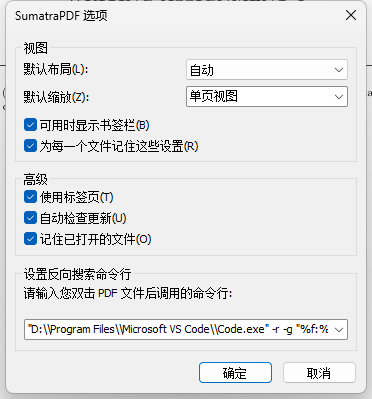 SumatraPDF 选项
视图
默认布局(L):
自动
默认缩放(Z):
单页视图
可用时显示书签栏(B)
为每一个文件记住这些设置(R)
高级
使用标签页(T)
自动检查更新(U)
记住已打开的文件(O)
设置反向搜索命令行
请输入您双击 PDF 文件后调用的命令行:
"D:\\Program Files\\Microsoft VS Code\\Code.exe" -r -g "%f:%
确定
取消